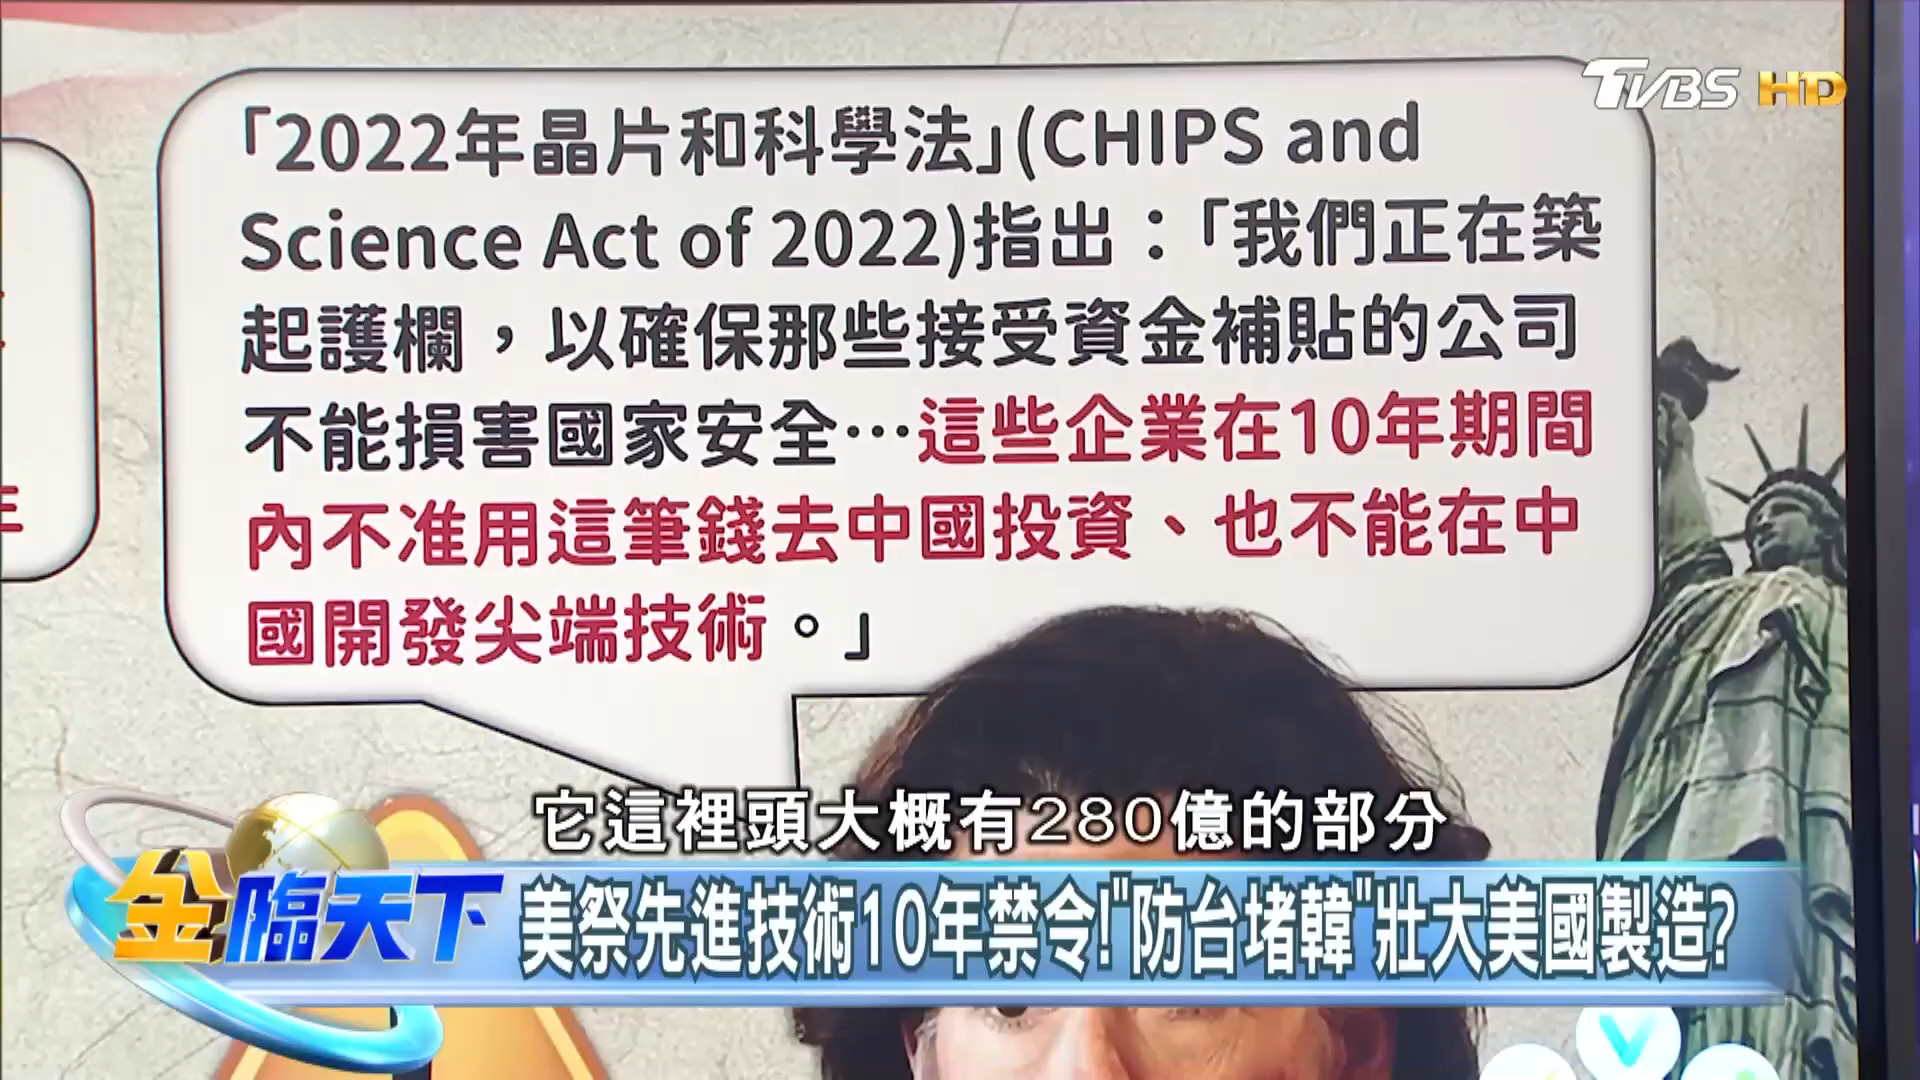 TVBS HD
「2022年晶片和科學法」(CHIPS and
Science Act of 2022)指出：「我們正在築
起護欄，以確保那些接受資金補貼的公司
不能損害國家安全…這些企業在10年期間
內不准用這筆錢去中國投資、也不能在中
國開發尖端技術。」
它這裡頭大概有280億的部分
金臨天下
美祭先進技術10年禁令!"防台堵韓"壯大美國製造?